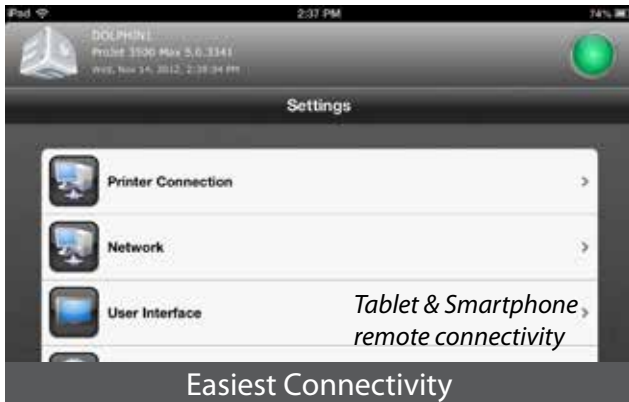 iPad 2:37 PM 74%
DOLPHIN1
ProJet 3500 Max 5.0.3341
Wed, Nov 14, 2012, 2:39:34 PM
Settings
Printer Connection
Network
User Interface
Tablet & Smartphone
remote connectivity
Easiest Connectivity